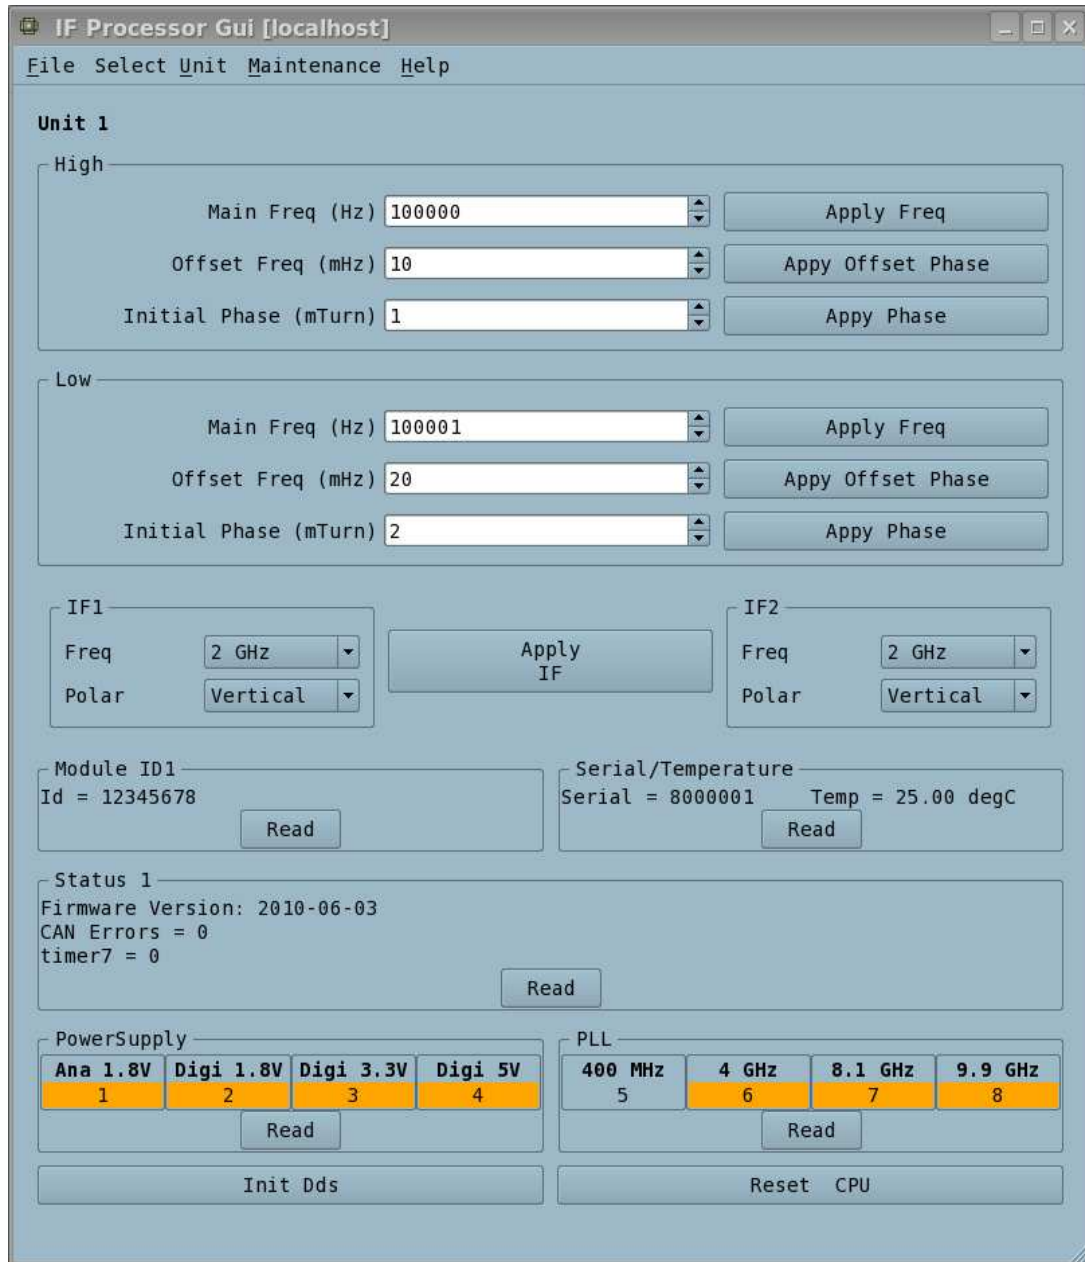 IF Processor Gui [localhost]
File Select Unit Maintenance Help
Unit 1
High
Main Freq (Hz) 100000 Apply Freq
Offset Freq (mHz) 10 Appy Offset Phase
Initial Phase (mTurn) 1 Appy Phase
Low
Main Freq (Hz) 100001 Apply Freq
Offset Freq (mHz) 20 Appy Offset Phase
Initial Phase (mTurn) 2 Appy Phase
IF1
Freq 2 GHz
Polar Vertical
Apply
IF
IF2
Freq 2 GHz
Polar Vertical
Module ID1
Id = 12345678
Read
Serial/Temperature
Serial = 8000001 Temp = 25.00 degC
Read
Status 1
Firmware Version: 2010-06-03
CAN Errors = 0
timer7 = 0
Read
PowerSupply
Ana 1.8V Digi 1.8V Digi 3.3V Digi 5V
1 2 3 4
Read
PLL
400 MHz 4 GHz 8.1 GHz 9.9 GHz
5 6 7 8
Read
Init Dds Reset CPU